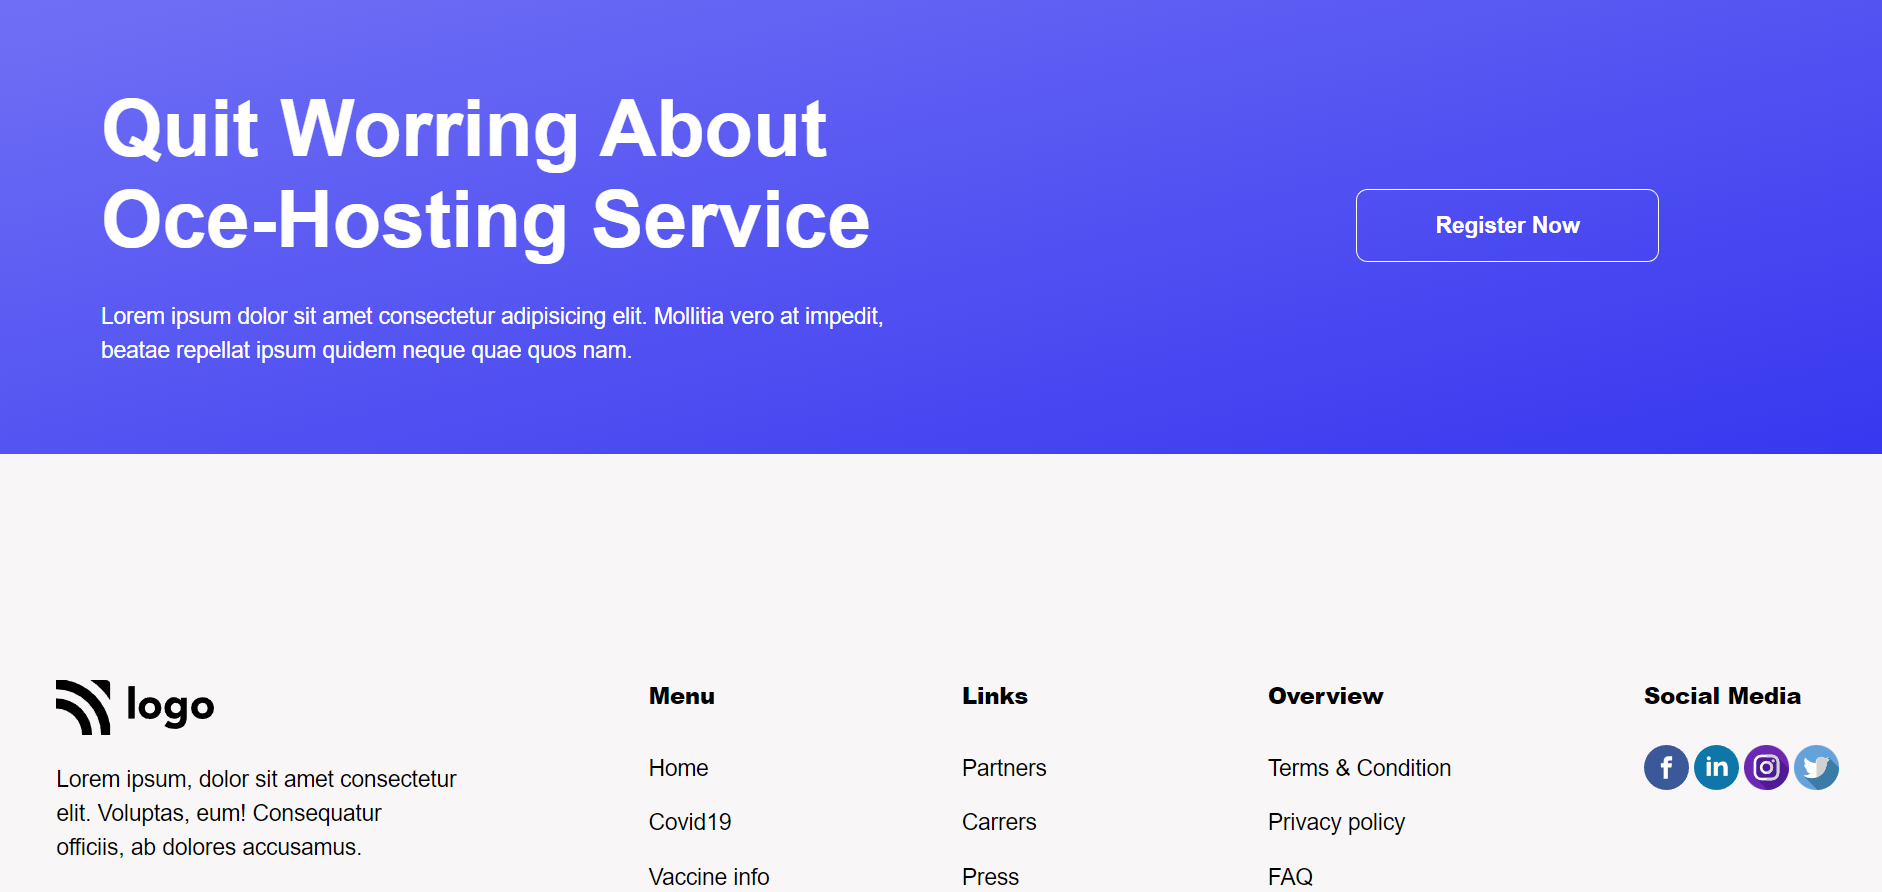 Quit Worring About
Oce-Hosting Service
Register Now
Lorem ipsum dolor sit amet consectetur adipisicing elit. Mollitia vero at impedit,
beatae repellat ipsum quidem neque quae quos nam.
logo
Lorem ipsum, dolor sit amet consectetur
elit. Voluptas, eum! Consequatur
officiis, ab dolores accusamus.
Menu
Home
Covid19
Vaccine info
Links
Partners
Carrers
Press
Overview
Terms & Condition
Privacy policy
FAQ
Social Media
f
in